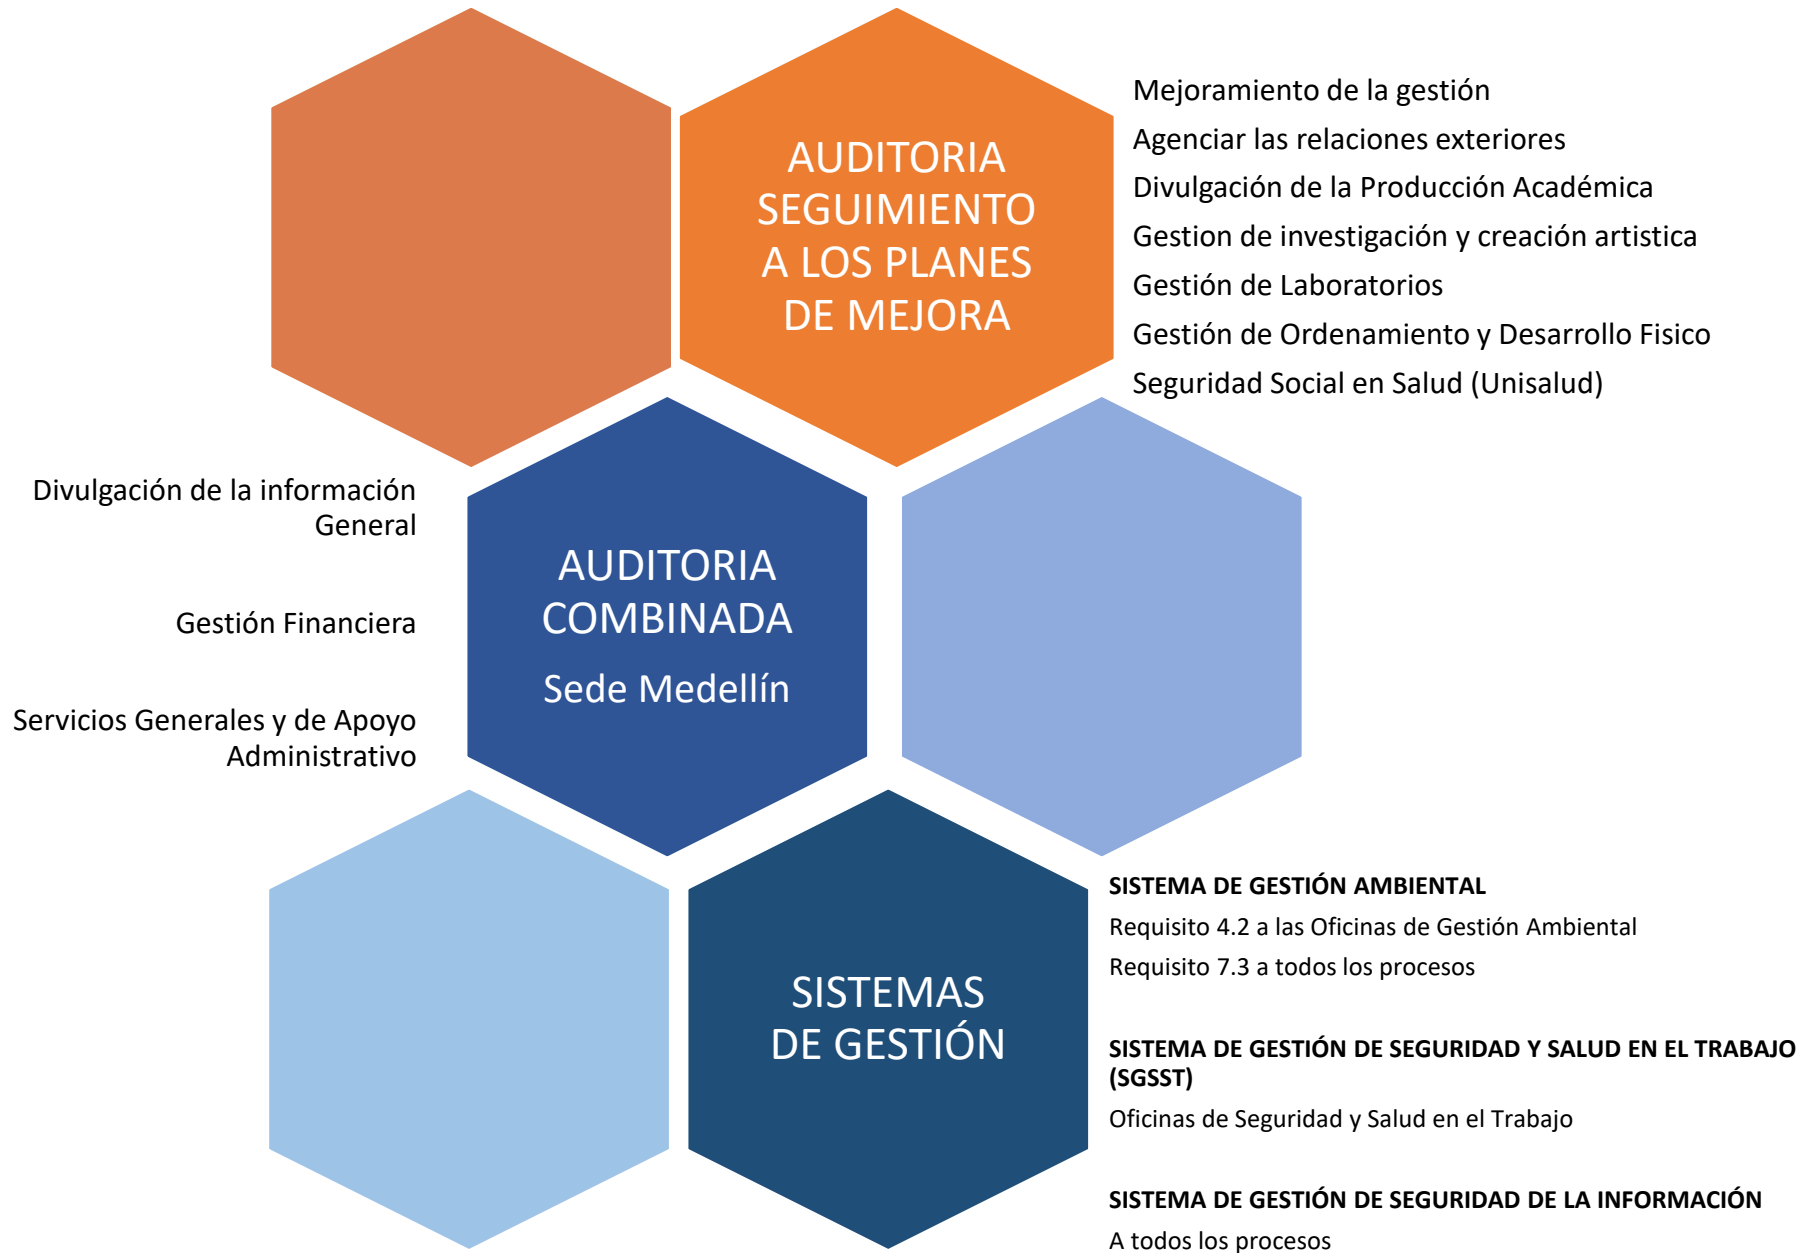 AUDITORIA
SEGUIMIENTO
A LOS PLANES
DE MEJORA
Mejoramiento de la gestión
Agenciar las relaciones exteriores
Divulgación de la Producción Académica
Gestion de investigación y creación artistica
Gestión de Laboratorios
Gestión de Ordenamiento y Desarrollo Fisico
Seguridad Social en Salud (Unisalud)
Divulgación de la información
General
Gestión Financiera
Servicios Generales y de Apoyo
Administrativo
AUDITORIA
COMBINADA
Sede Medellín
SISTEMAS
DE GESTIÓN
SISTEMA DE GESTIÓN AMBIENTAL
Requisito 4.2 a las Oficinas de Gestión Ambiental
Requisito 7.3 a todos los procesos
SISTEMA DE GESTIÓN DE SEGURIDAD Y SALUD EN EL TRABAJO
(SGSST)
Oficinas de Seguridad y Salud en el Trabajo
SISTEMA DE GESTIÓN DE SEGURIDAD DE LA INFORMACIÓN
A todos los procesos